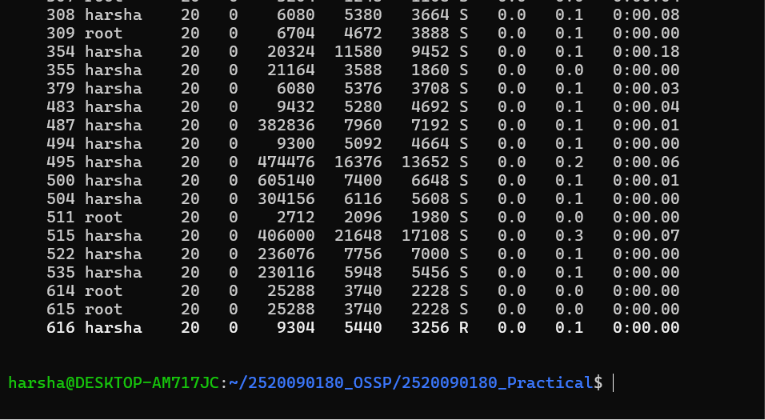 308 harsha 20 0 6080 5380 3664 S 0.0 0.1 0:00.08
309 root 20 0 6704 4672 3888 S 0.0 0.1 0:00.00
354 harsha 20 0 20324 11580 9452 S 0.0 0.1 0:00.18
355 harsha 20 0 21164 3588 1860 S 0.0 0.0 0:00.00
379 harsha 20 0 6080 5376 3708 S 0.0 0.1 0:00.03
483 harsha 20 0 9432 5280 4692 S 0.0 0.1 0:00.04
487 harsha 20 0 382836 7960 7192 S 0.0 0.1 0:00.01
494 harsha 20 0 9300 5092 4664 S 0.0 0.1 0:00.00
495 harsha 20 0 474476 16376 13652 S 0.0 0.2 0:00.06
500 harsha 20 0 605140 7400 6648 S 0.0 0.1 0:00.01
504 harsha 20 0 304156 6116 5608 S 0.0 0.1 0:00.00
511 root 20 0 2712 2096 1980 S 0.0 0.0 0:00.00
515 harsha 20 0 406000 21648 17108 S 0.0 0.3 0:00.07
522 harsha 20 0 236076 7756 7000 S 0.0 0.1 0:00.00
535 harsha 20 0 230116 5948 5456 S 0.0 0.1 0:00.00
614 root 20 0 25288 3740 2228 S 0.0 0.0 0:00.00
615 root 20 0 25288 3740 2228 S 0.0 0.0 0:00.00
616 harsha 20 0 9304 5440 3256 R 0.0 0.1 0:00.00
harsha@DESKTOP-AM717JC:~/2520090180_OSSP/2520090180_Practical$